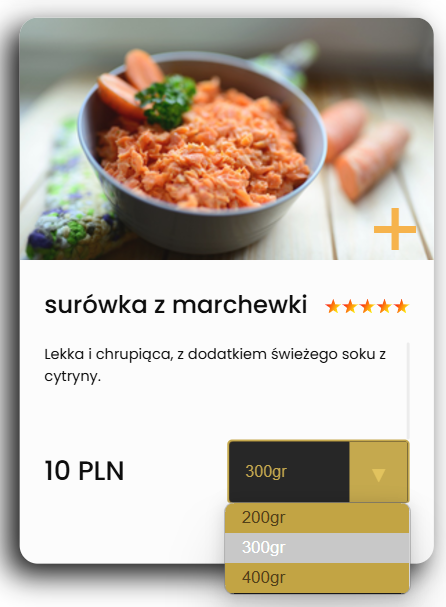 surówka z marchewki
Lekka i chrupiąca, z dodatkiem świeżego soku z
cytryny.
10 PLN
300gr
200gr
300gr
400gr